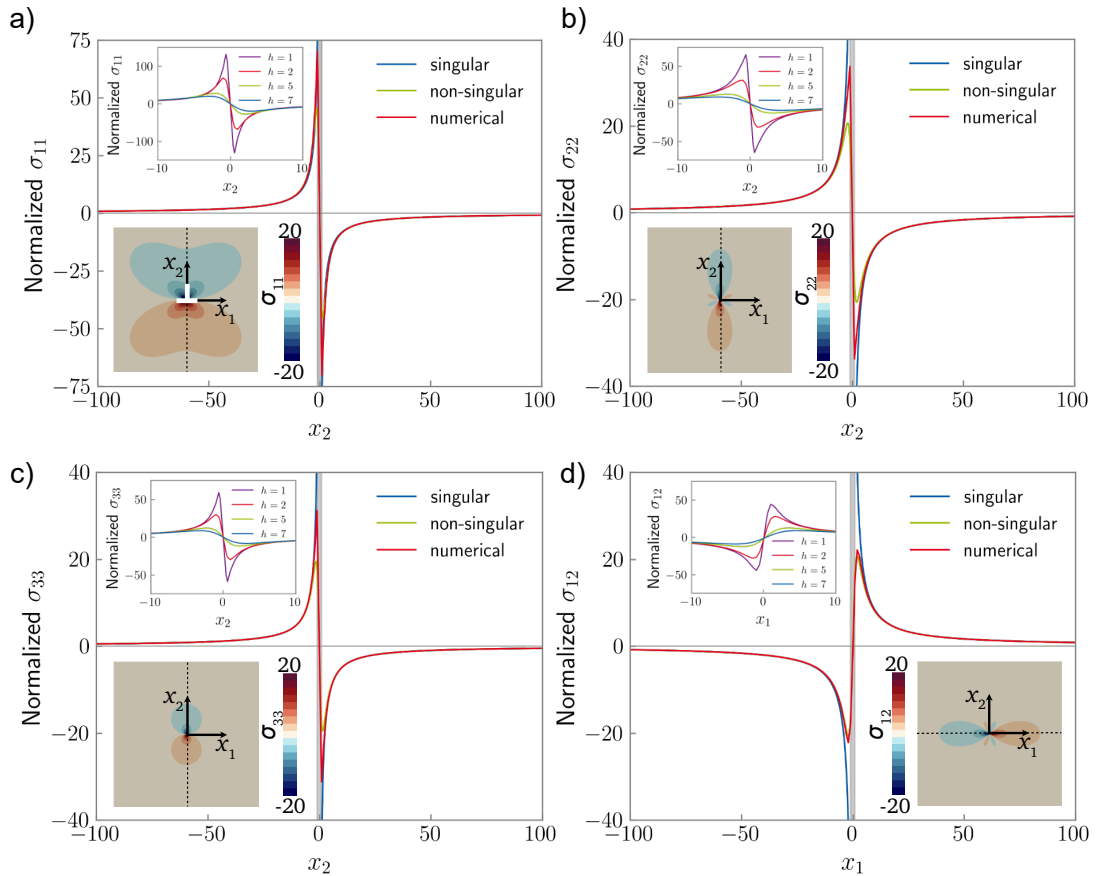 a)
Normalized σ11
75
50
25
0
−25
−50
−75
−100
−50
0
50
100
x2
singular
non-singular
numerical
Normalized σ11
100
50
0
−50
−100
−10
0
10
x2
h = 1
h = 2
h = 5
h = 7
x2
x1
σ11
20
-20
b)
Normalized σ22
40
20
0
−20
−40
−100
−50
0
50
100
x2
singular
non-singular
numerical
Normalized σ22
50
0
−50
−10
0
10
x2
h = 1
h = 2
h = 5
h = 7
x2
x1
σ22
20
-20
c)
Normalized σ33
40
20
0
−20
−40
−100
−50
0
50
100
x2
singular
non-singular
numerical
Normalized σ33
50
0
−50
−10
0
10
x2
h = 1
h = 2
h = 5
h = 7
x2
x1
σ33
20
-20
d)
Normalized σ12
40
20
0
−20
−40
−100
−50
0
50
100
x1
singular
non-singular
numerical
Normalized σ12
50
0
−50
−10
0
10
x1
h = 1
h = 2
h = 5
h = 7
x2
x1
σ12
20
-20